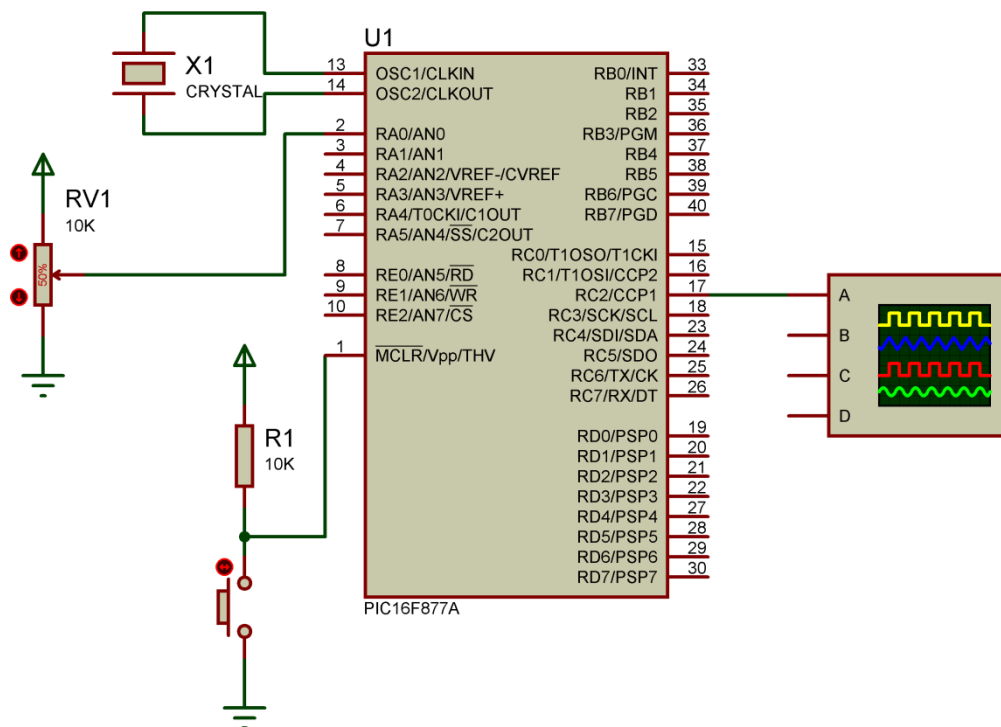 U1
X1
CRYSTAL
13 OSC1/CLKIN
14 OSC2/CLKOUT
2 RA0/AN0
3 RA1/AN1
4 RA2/AN2/VREF-/CVREF
5 RA3/AN3/VREF+
6 RA4/T0CKI/C1OUT
7 RA5/AN4/SS/C2OUT
8 RE0/AN5/RD
9 RE1/AN6/WR
10 RE2/AN7/CS
1 MCLR/Vpp/THV
RB0/INT 33
RB1 34
RB2 35
RB3/PGM 36
RB4 37
RB5 38
RB6/PGC 39
RB7/PGD 40
RC0/T1OSO/T1CKI 15
RC1/T1OSI/CCP2 16
RC2/CCP1 17
RC3/SCK/SCL 18
RC4/SDI/SDA 23
RC5/SDO 24
RC6/TX/CK 25
RC7/RX/DT 26
RD0/PSP0 19
RD1/PSP1 20
RD2/PSP2 21
RD3/PSP3 22
RD4/PSP4 27
RD5/PSP5 28
RD6/PSP6 29
RD7/PSP7 30
PIC16F877A
RV1
10K
50%
R1
10K
A
B
C
D